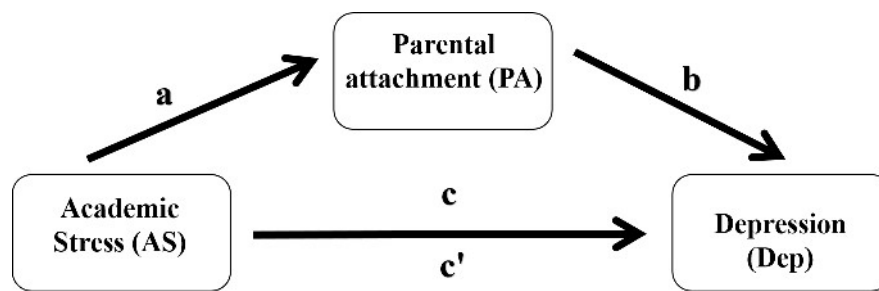 Parental
attachment (PA)
a
b
Academic
Stress (AS)
c
c'
Depression
(Dep)